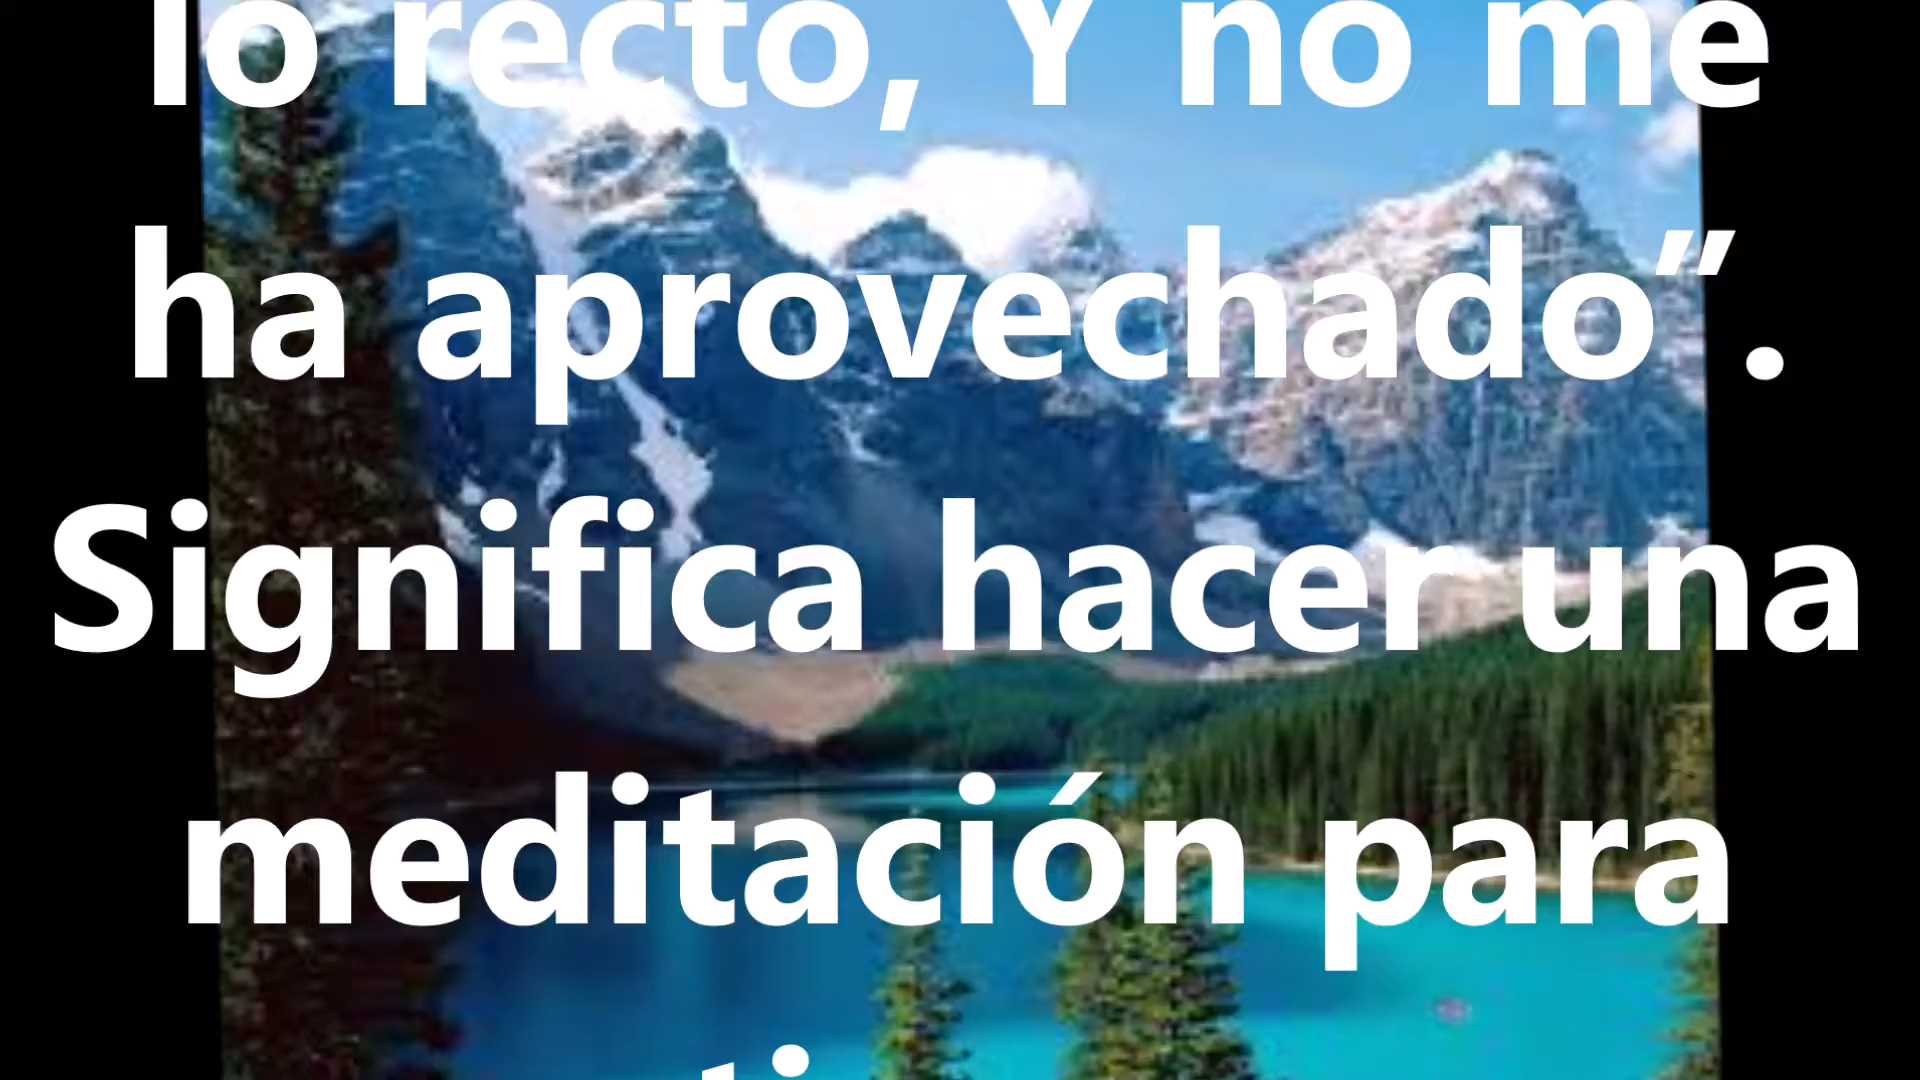 lo recto, Y no me
ha aprovechado”.
Significa hacer una
meditación para